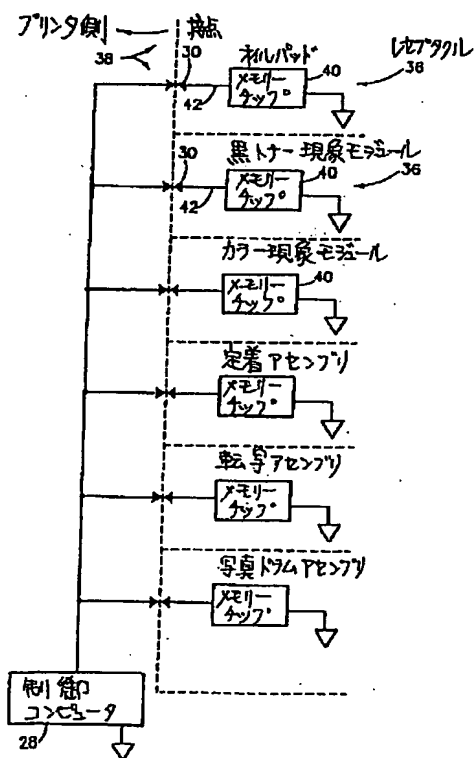 プリンタ側
接点
38
30
オイルパッド
40
レセプタクル
36
メモリー
チップ
42
黒トナー現象モジュール
30
40
36
メモリー
チップ
42
カラー現象モジュール
40
メモリー
チップ
定着アセンブリ
メモリー
チップ
転写アセンブリ
メモリー
チップ
写真ドラムアセンブリ
メモリー
チップ
制御
コンピュータ
28